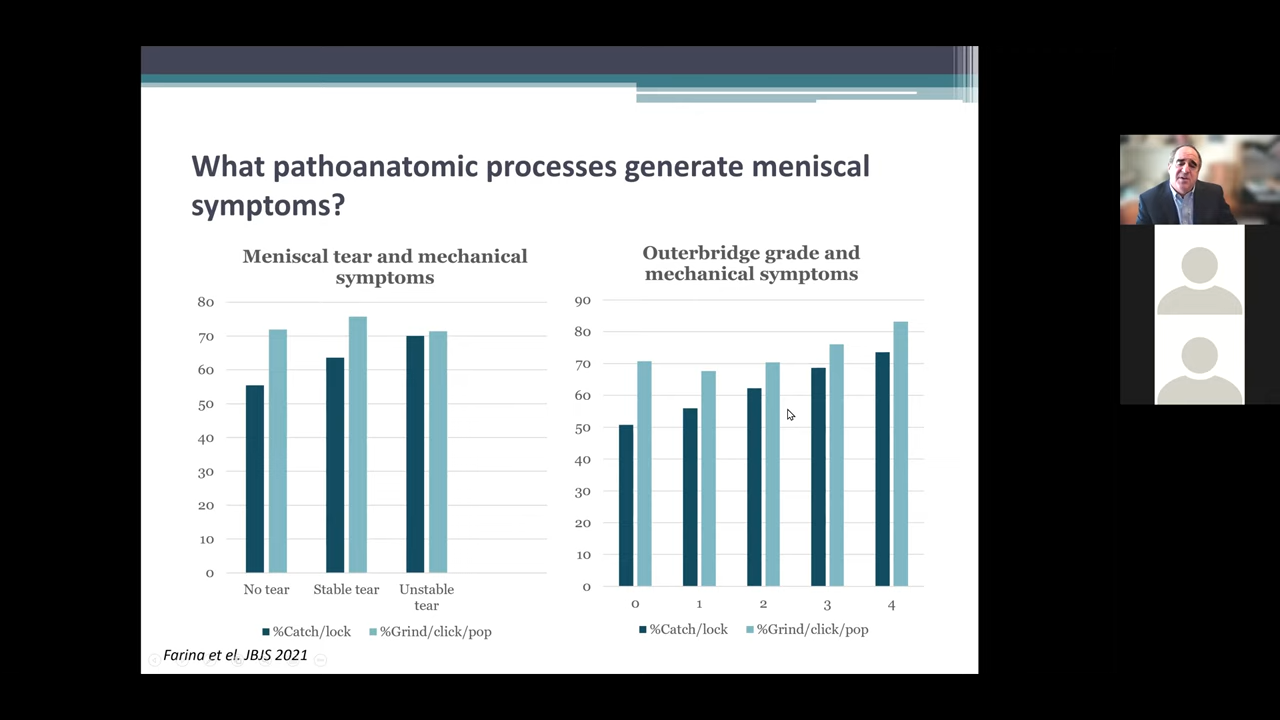 What pathoanatomic processes generate meniscal
symptoms?
Meniscal tear and mechanical
symptoms
80
70
60
50
40
30
20
10
0
No tear Stable tear Unstable
tear
%Catch/lock %Grind/click/pop
Outerbridge grade and
mechanical symptoms
90
80
70
60
50
40
30
20
10
0
0 1 2 3 4
%Catch/lock %Grind/click/pop
Farina et el. JBJS 2021